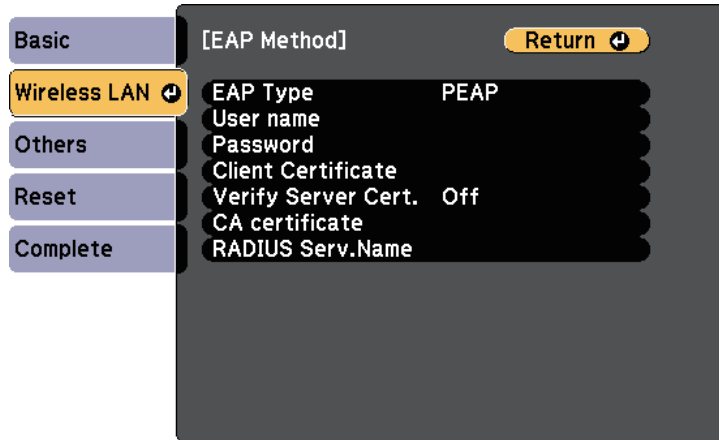 Basic
Wireless LAN
Others
Reset
Complete
[EAP Method]
Return
EAP Type PEAP
User name
Password
Client Certificate
Verify Server Cert. Off
CA certificate
RADIUS Serv.Name